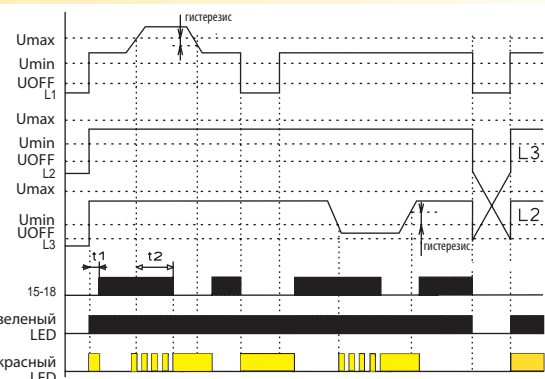 гистерезис
Umax
Umin
UOFF
L1
Umax
Umin
UOFF
L2
L3
Umax
Umin
UOFF
L3
L2
гистерезис
t1 t2
15-18
зеленый
LED
красный
LED